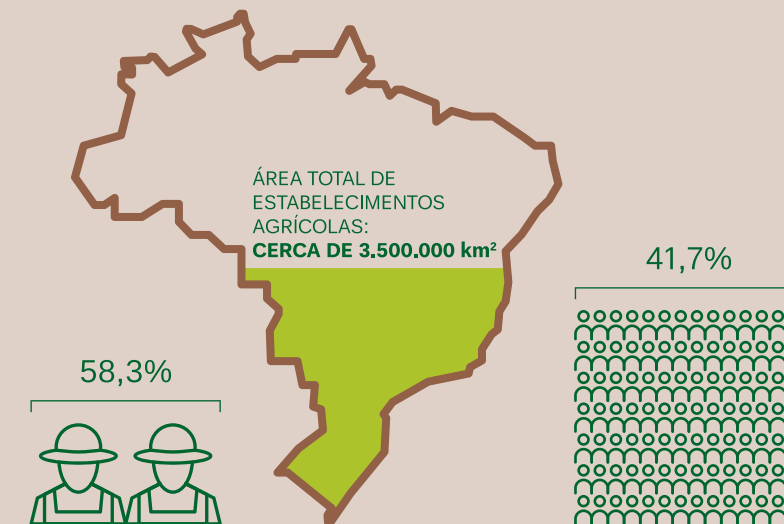 ÁREA TOTAL DE
ESTABELECIMENTOS
AGRÍCOLAS:
CERCA DE 3.500.000 km²
41,7%
58,3%